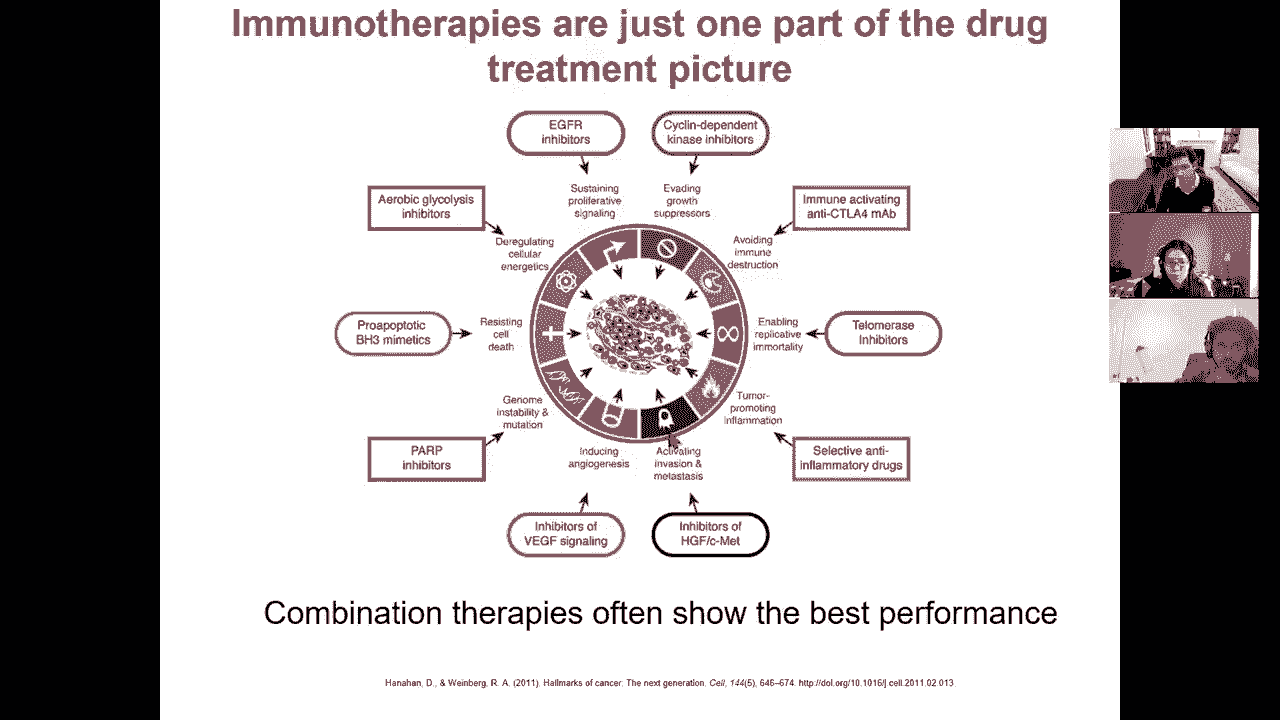 Immunotherapies are just one part of the drug
treatment picture
EGFR
inhibitors
Cyclin-dependent
kinase inhibitors
Sustaining
proliferative
signaling
Evading
growth
suppressors
Aerobic glycolysis
inhibitors
Immune activating
anti-CTLA4 mAb
Deregulating
cellular
energetics
Avoiding
immune
destruction
Proapoptotic
BH3 mimetics
Resisting
cell
death
Enabling
replicative
immortality
Telomerase
Inhibitors
Genome
instability &
mutation
Tumor-
promoting
inflammation
PARP
inhibitors
Inducing
angiogenesis
Activating
invasion &
metastasis
Selective anti-
inflammatory drugs
Inhibitors of
VEGF signaling
Inhibitors of
HGF/c-Met
Combination therapies often show the best performance
Hanahan, D., & Weinberg, R. A. (2011). Hallmarks of cancer: The next generation. Cell, 144(5), 646–674. http://doi.org/10.1016/j.cell.2011.02.013